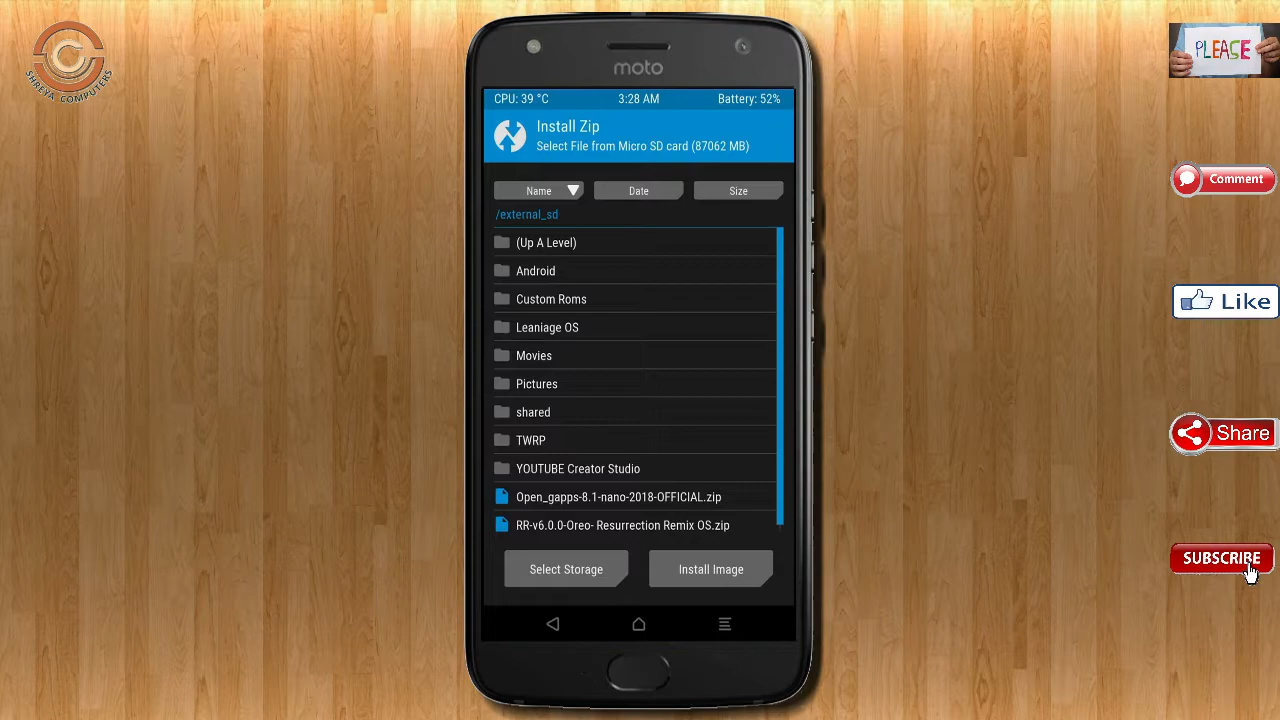 SHREYA COMPUTERS
moto
CPU: 39 °C 3:28 AM Battery: 52%
Install Zip
Select File from Micro SD card (87062 MB)
Name Date Size
/external_sd
(Up A Level)
Android
Custom Roms
Leaniage OS
Movies
Pictures
shared
TWRP
YOUTUBE Creator Studio
Open_gapps-8.1-nano-2018-OFFICIAL.zip
RR-v6.0.0-Oreo- Resurrection Remix OS.zip
Select Storage Install Image
PLEASE
Comment
Like
Share
SUBSCRIBE